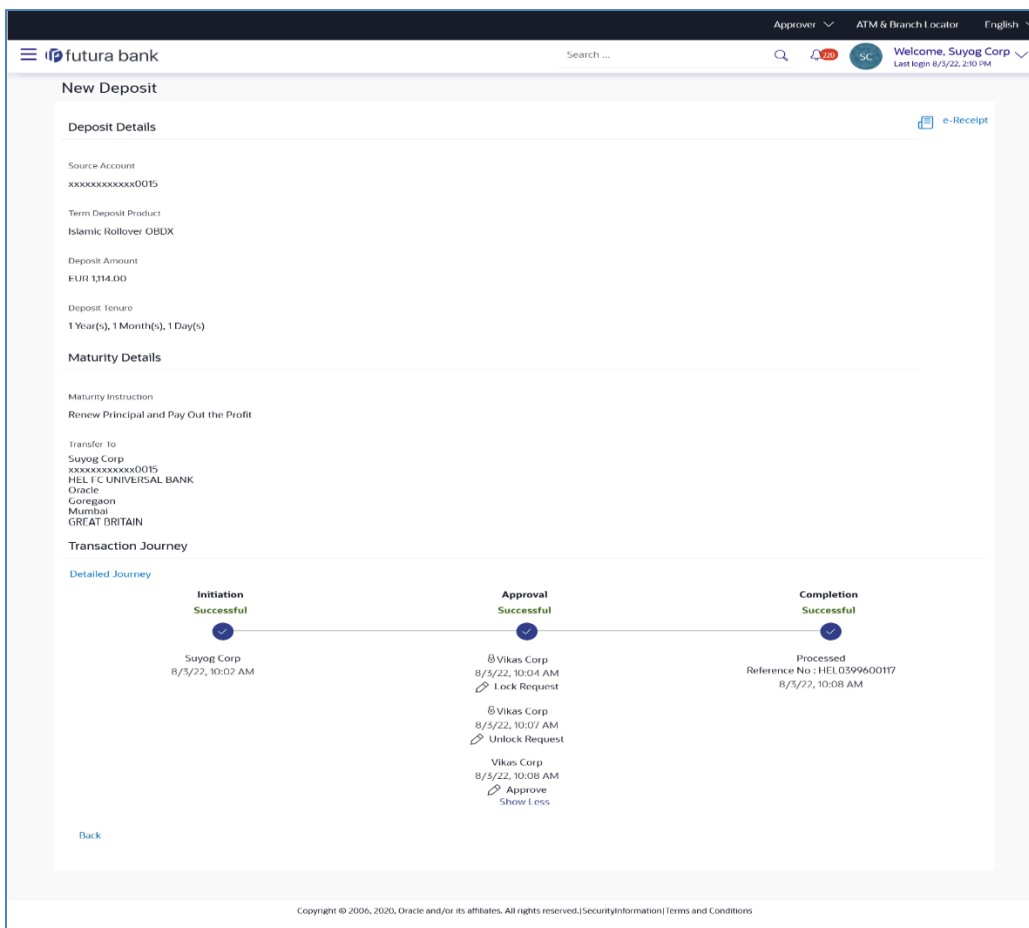 Approver ATM & Branch Locator English
futura bank Search ... 220 SC Welcome, Suyog Corp
Last login 8/3/22, 2:10 PM
New Deposit
Deposit Details e-Receipt
Source Account
xxxxxxxxxxxx0015
Term Deposit Product
Islamic Rollover OBDX
Deposit Amount
EUR 1,114.00
Deposit Tenure
1 Year(s), 1 Month(s), 1 Day(s)
Maturity Details
Maturity Instruction
Renew Principal and Pay Out the Profit
Transfer To
Suyog Corp
xxxxxxxxxxxx0015
HEL FC UNIVERSAL BANK
Oracle
Goregaon
Mumbai
GREAT BRITAIN
Transaction Journey
Detailed Journey
Initiation Approval Completion
Successful Successful Successful
Suyog Corp Vikas Corp Processed
8/3/22, 10:02 AM 8/3/22, 10:04 AM Reference No : HEL0399600117
Lock Request 8/3/22, 10:08 AM
Vikas Corp
8/3/22, 10:07 AM
Unlock Request
Vikas Corp
8/3/22, 10:08 AM
Approve
Show Less
Back
Copyright © 2006, 2020, Oracle and/or its affiliates. All rights reserved.|SecurityInformation|Terms and Conditions